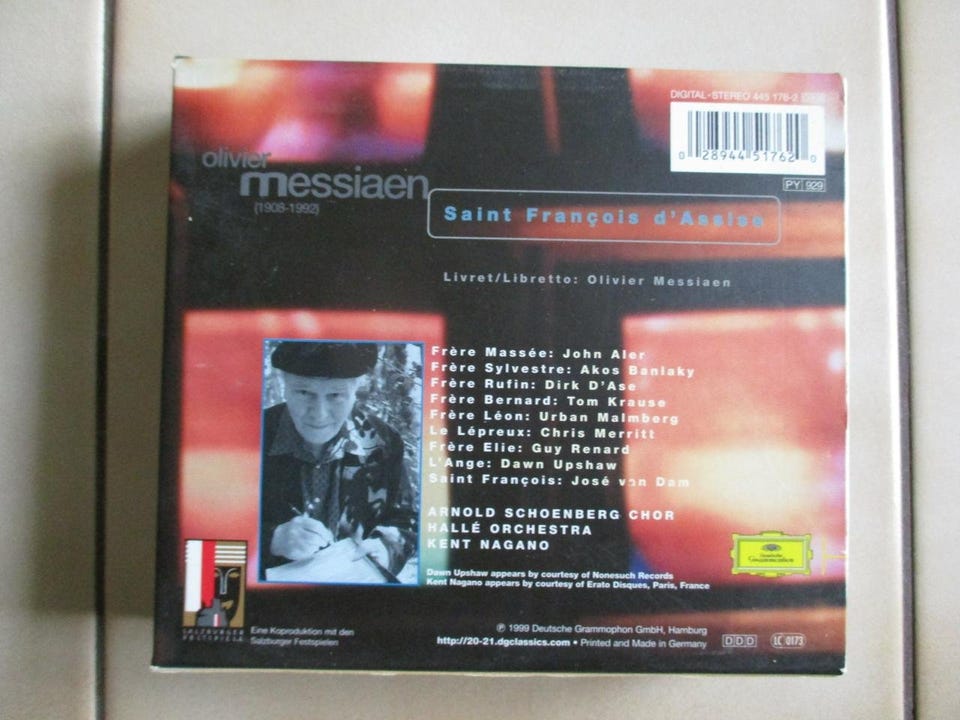 DIGITAL·STEREO 445 176-2
0 28944 51762 0
PY 929
olivier
messiaen
(1908-1992)
Saint François d'Assise
Livret/Libretto: Olivier Messiaen
Frère Massée: John Aler
Frère Sylvestre: Akos Banlaky
Frère Rufin: Dirk D'Ase
Frère Bernard: Tom Krause
Frère Léon: Urban Malmberg
Le Lépreux: Chris Merritt
Frère Elie: Guy Renard
L'Ange: Dawn Upshaw
Saint François: José van Dam
ARNOLD SCHOENBERG CHOR
HALLÉ ORCHESTRA
KENT NAGANO
Deutsche
Grammophon
Dawn Upshaw appears by courtesy of Nonesuch Records
Kent Nagano appears by courtesy of Erato Disques, Paris, France
SALZBURGER
FESTSPIELE
Eine Koproduktion mit den
Salzburger Festspielen
℗ 1999 Deutsche Grammophon GmbH, Hamburg
http://20-21.dgclassics.com • Printed and Made in Germany
DDD
LC 0173